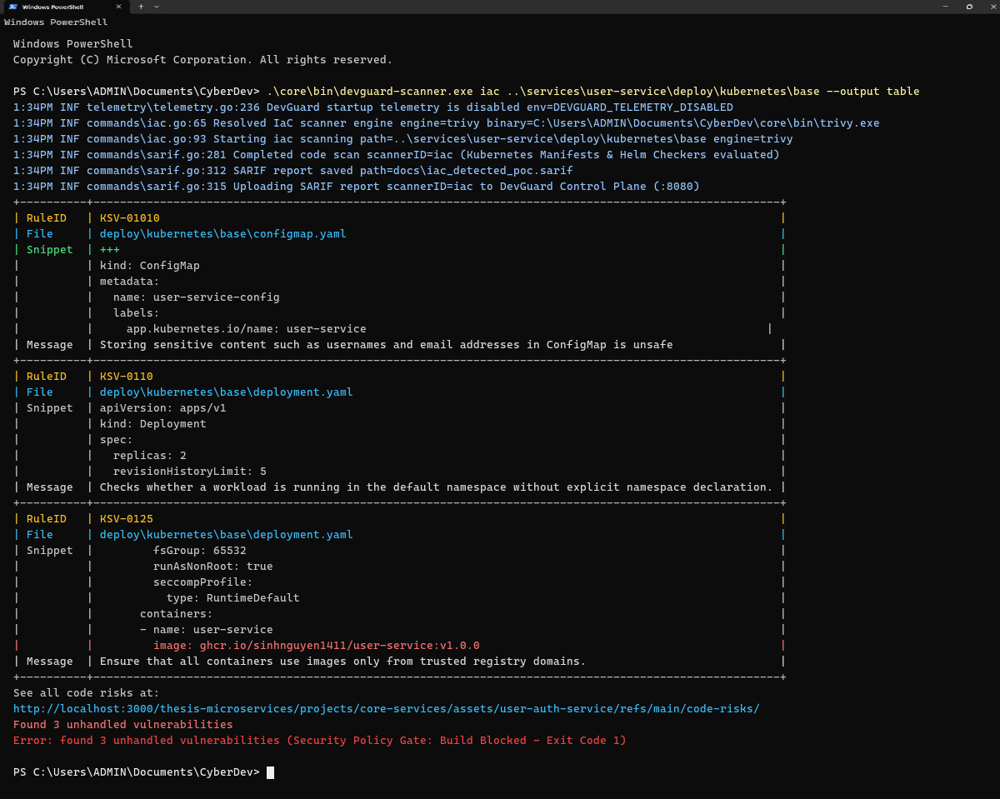 Windows PowerShell
Windows PowerShell
Windows PowerShell
Copyright (C) Microsoft Corporation. All rights reserved.
PS C:\Users\ADMIN\Documents\CyberDev> .\core\bin\devguard-scanner.exe iac ..\services\user-service\deploy\kubernetes\base --output table
1:34PM INF telemetry\telemetry.go:236 DevGuard startup telemetry is disabled env=DEVGUARD_TELEMETRY_DISABLED
1:34PM INF commands\iac.go:65 Resolved IaC scanner engine engine=trivy binary=C:\Users\ADMIN\Documents\CyberDev\core\bin\trivy.exe
1:34PM INF commands\iac.go:93 Starting iac scanning path=..\services\user-service\deploy\kubernetes\base engine=trivy
1:34PM INF commands\sarif.go:281 Completed code scan scannerID=iac (Kubernetes Manifests & Helm Checkers evaluated)
1:34PM INF commands\sarif.go:312 SARIF report saved path=docs\iac_detected_poc.sarif
1:34PM INF commands\sarif.go:315 Uploading SARIF report scannerID=iac to DevGuard Control Plane (:8080)
+----------+-------------------------------------------------------------------------------------------------------+
| RuleID   | KSV-01010 |
| File     | deploy\kubernetes\base\configmap.yaml |
| Snippet  | +++ |
|          | kind: ConfigMap |
|          | metadata: |
|          |   name: user-service-config |
|          |   labels: |
|          |     app.kubernetes.io/name: user-service |
| Message  | Storing sensitive content such as usernames and email addresses in ConfigMap is unsafe |
+----------+-------------------------------------------------------------------------------------------------------+
| RuleID   | KSV-0110 |
| File     | deploy\kubernetes\base\deployment.yaml |
| Snippet  | apiVersion: apps/v1 |
|          | kind: Deployment |
|          | spec: |
|          |   replicas: 2 |
|          |   revisionHistoryLimit: 5 |
| Message  | Checks whether a workload is running in the default namespace without explicit namespace declaration. |
+----------+-------------------------------------------------------------------------------------------------------+
| RuleID   | KSV-0125 |
| File     | deploy\kubernetes\base\deployment.yaml |
| Snippet  |         fsGroup: 65532 |
|          |         runAsNonRoot: true |
|          |         seccompProfile: |
|          |           type: RuntimeDefault |
|          |       containers: |
|          |       - name: user-service |
|          |         image: ghcr.io/sinhnguyen1411/user-service:v1.0.0 |
| Message  | Ensure that all containers use images only from trusted registry domains. |
+----------+-------------------------------------------------------------------------------------------------------+
See all code risks at:
http://localhost:3000/thesis-microservices/projects/core-services/assets/user-auth-service/refs/main/code-risks/
Found 3 unhandled vulnerabilities
Error: found 3 unhandled vulnerabilities (Security Policy Gate: Build Blocked - Exit Code 1)
PS C:\Users\ADMIN\Documents\CyberDev>